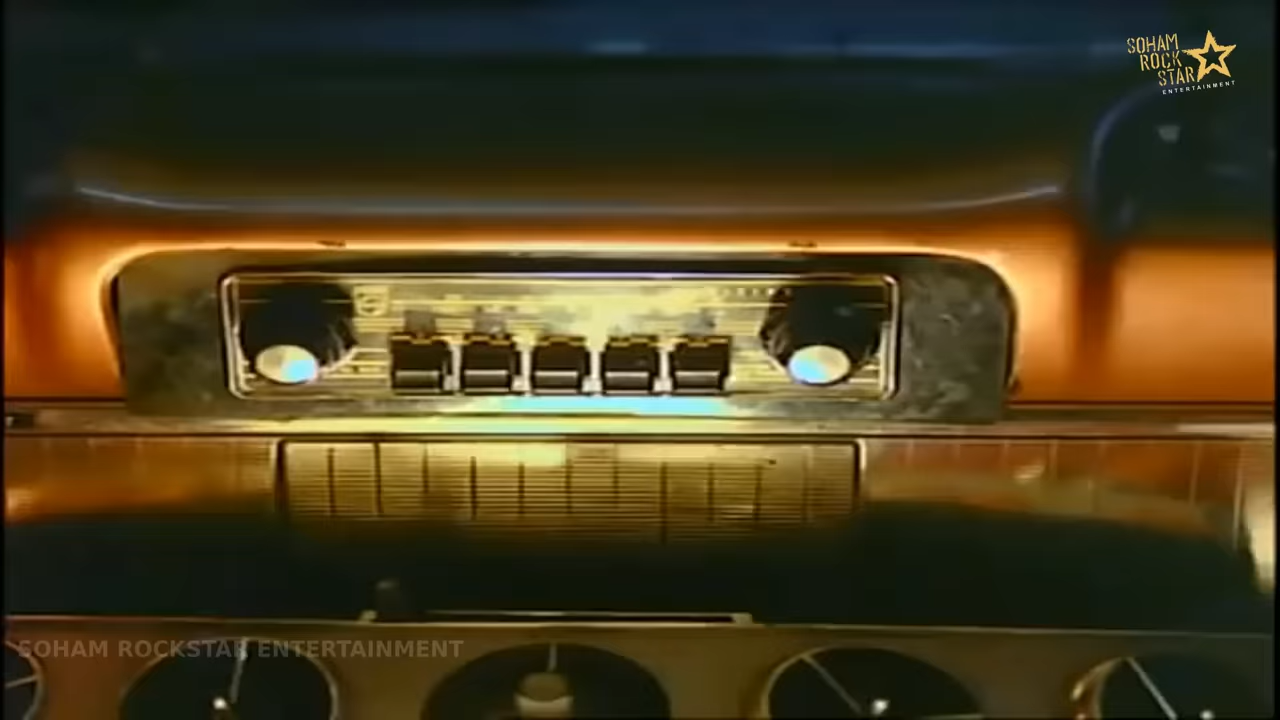 SOHAM
ROCK
STAR
ENTERTAINMENT
SOHAM ROCKSTAR ENTERTAINMENT